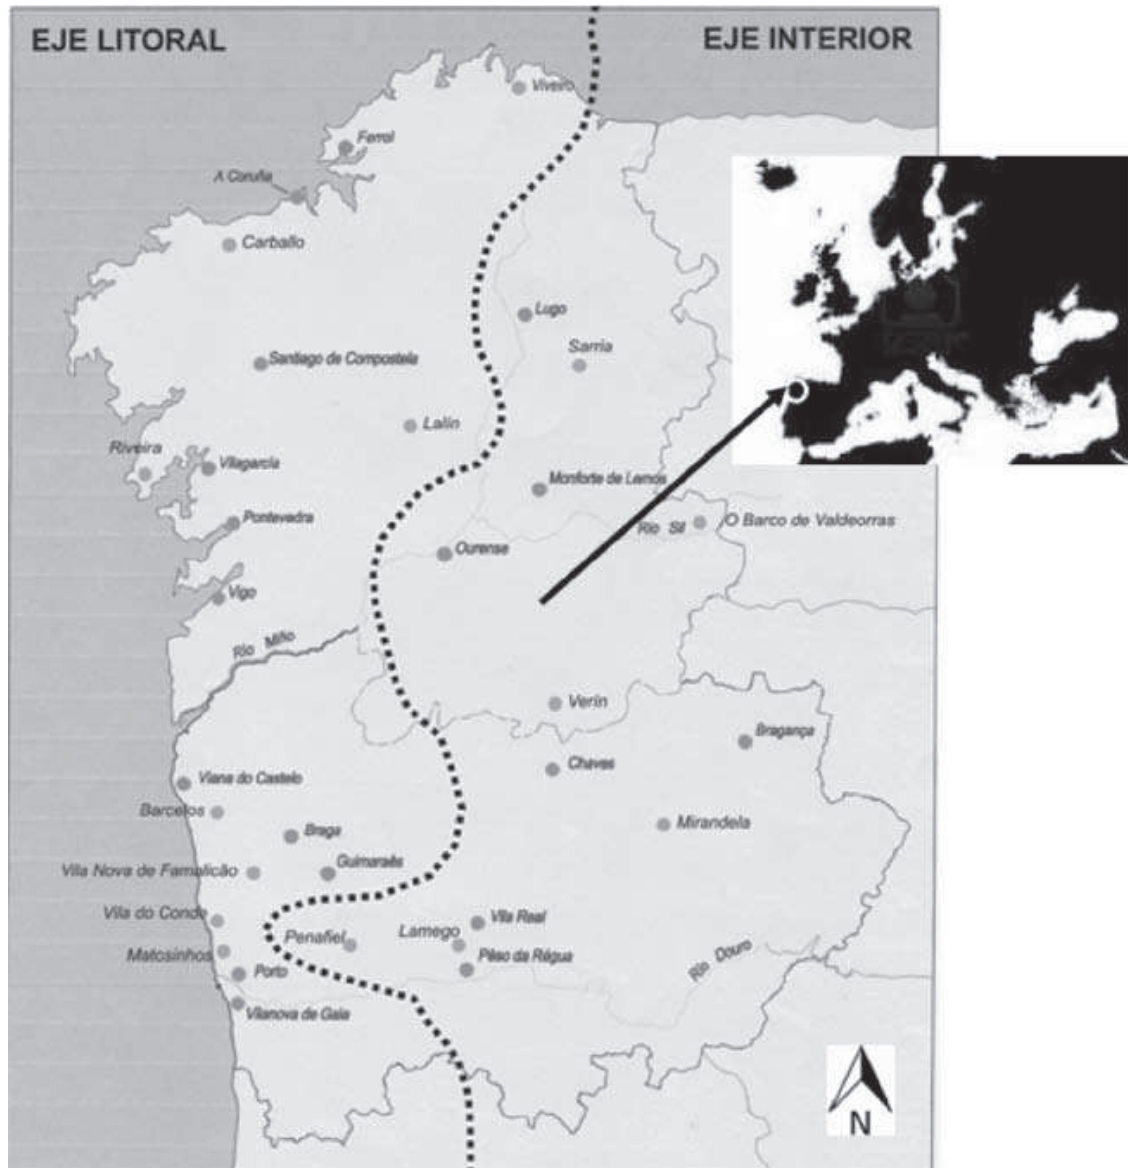 EJE LITORAL
EJE INTERIOR
Viveiro
Ferrol
A Coruña
Carballo
Lugo
Sarria
Santiago de Compostela
Lalín
Riveira
Vilagarcía
Monforte de Lemos
Pontevedra
Río Sil
O Barco de Valdeorras
Ourense
Vigo
Río Miño
Verín
Bragança
Chaves
Viana do Castelo
Barcelos
Mirandela
Braga
Guimaraês
Vila Nova de Famalicão
Vila do Conde
Vila Real
Penafiel
Lamego
Matosinhos
Pêso da Régua
Río Douro
Porto
Vilanova de Gaia
N